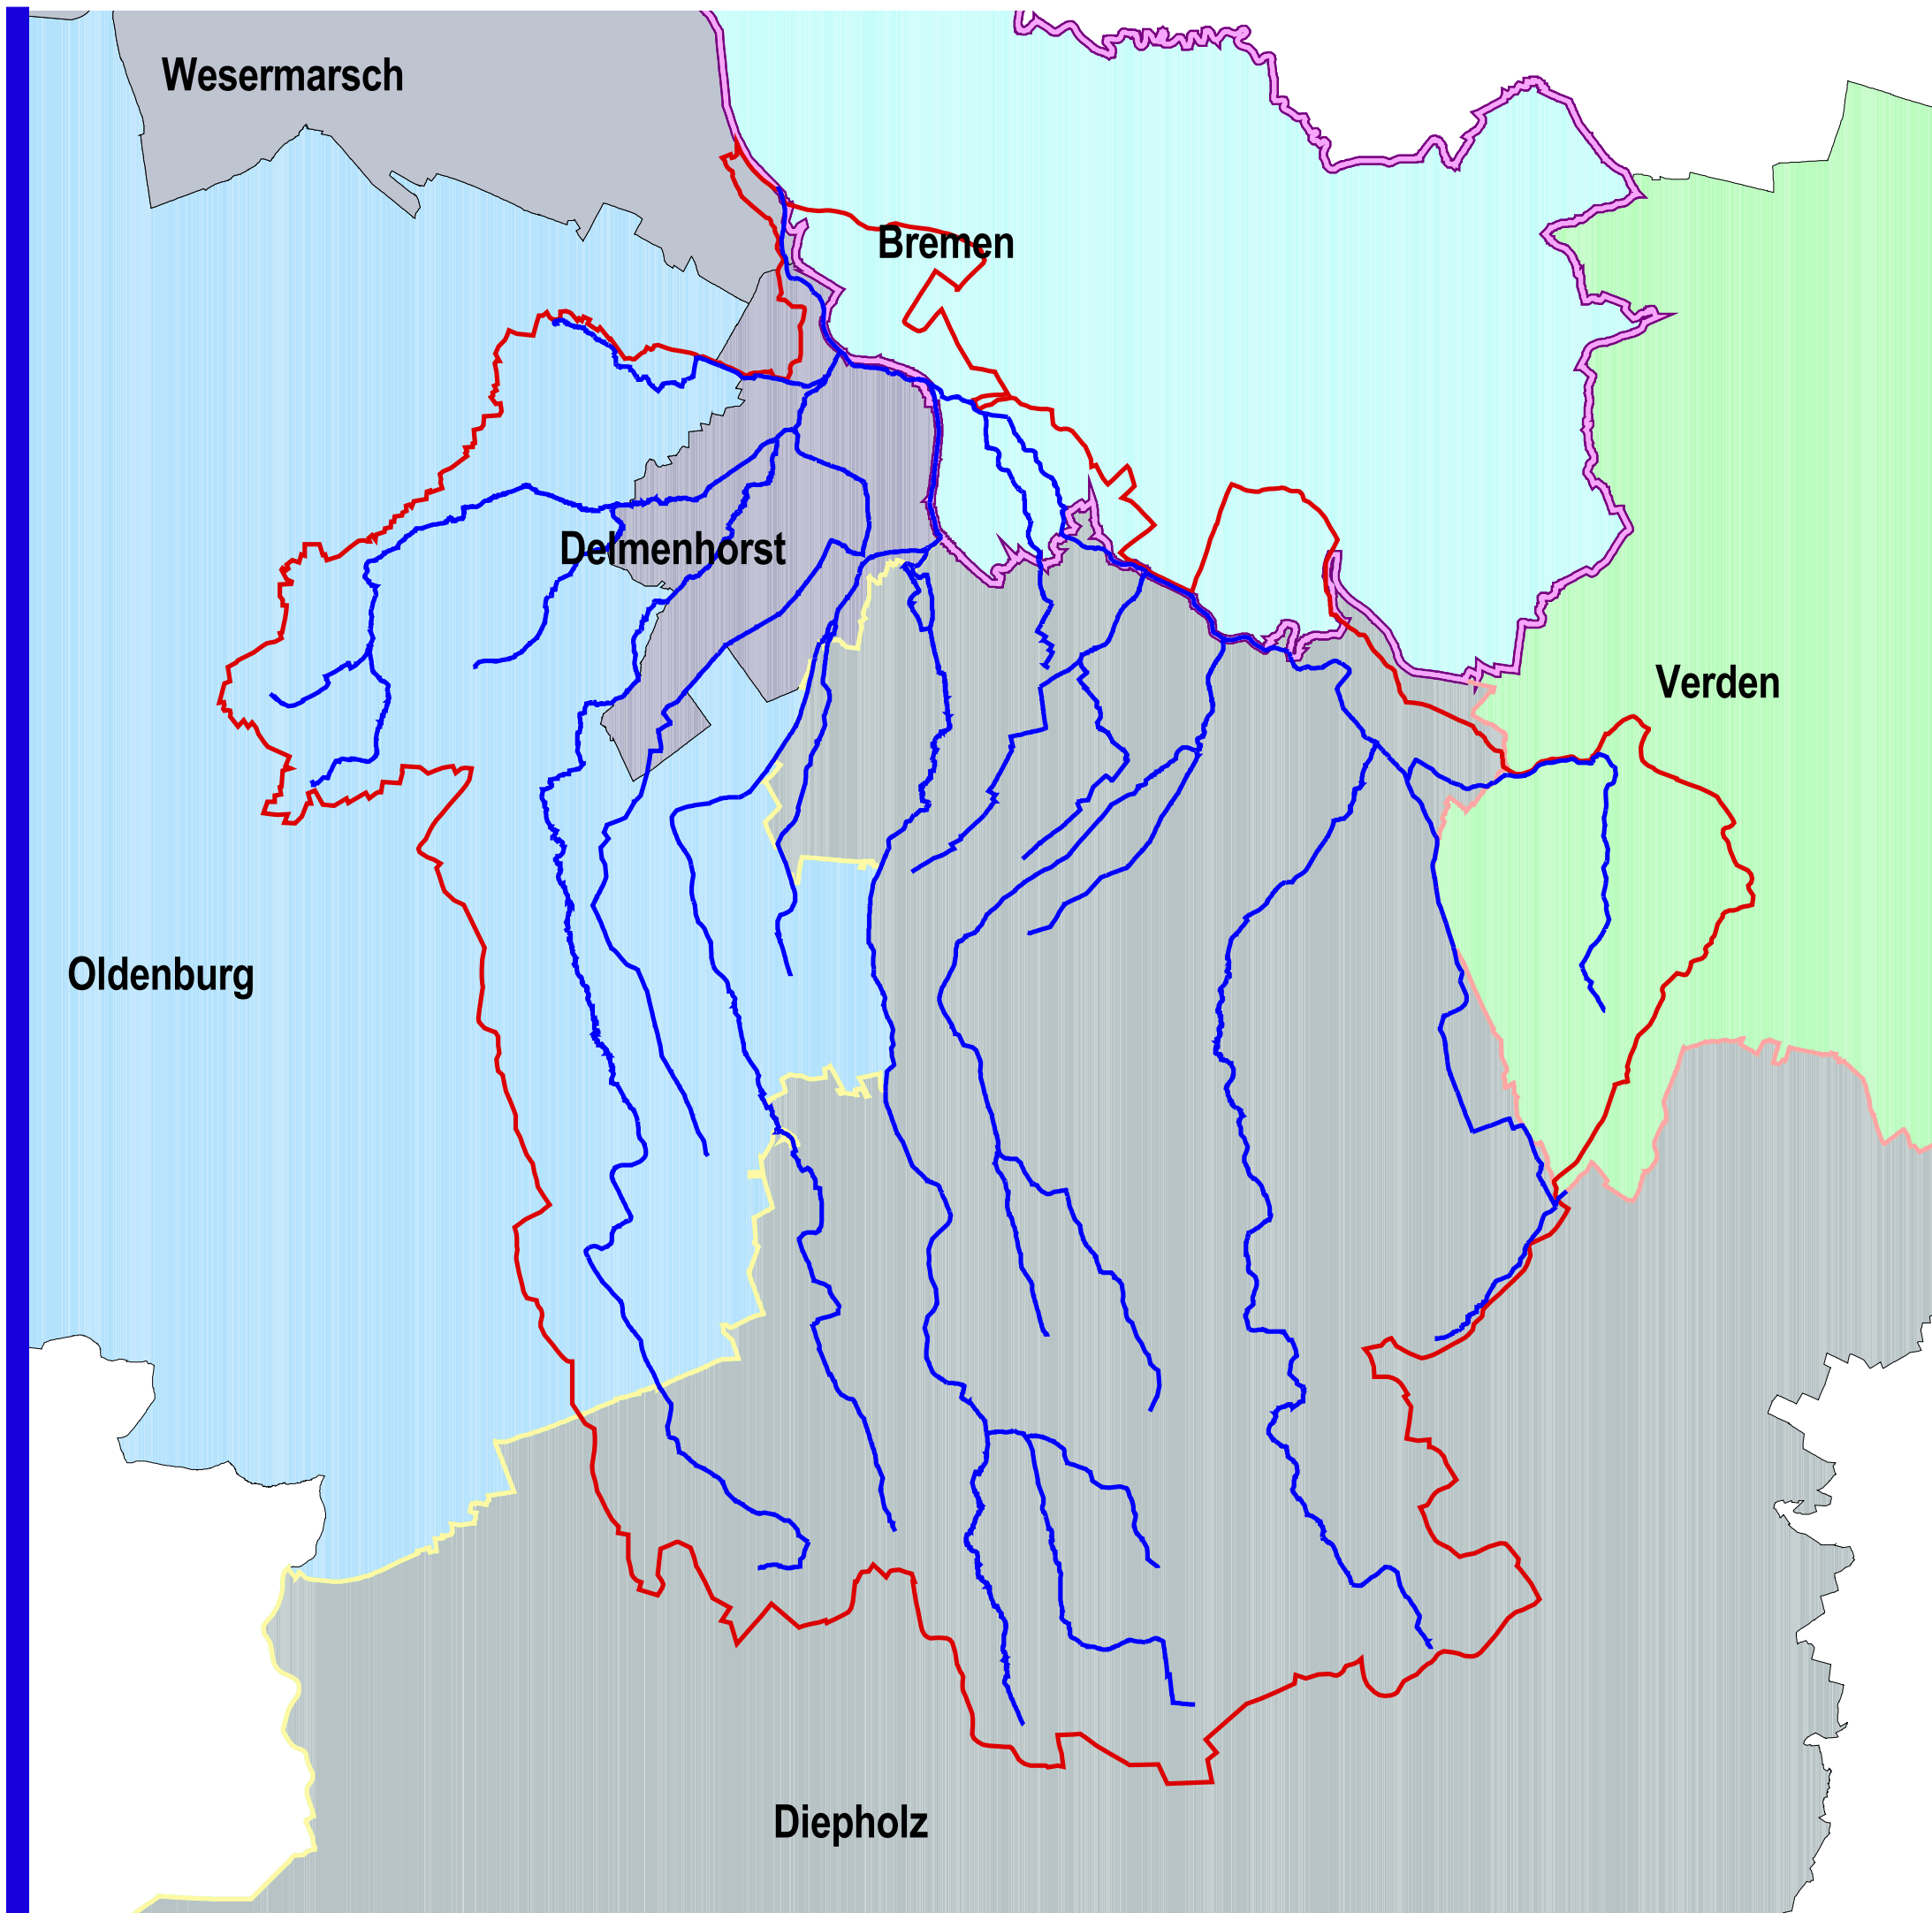 Wesermarsch
Bremen
Delmenhorst
Verden
Oldenburg
Diepholz